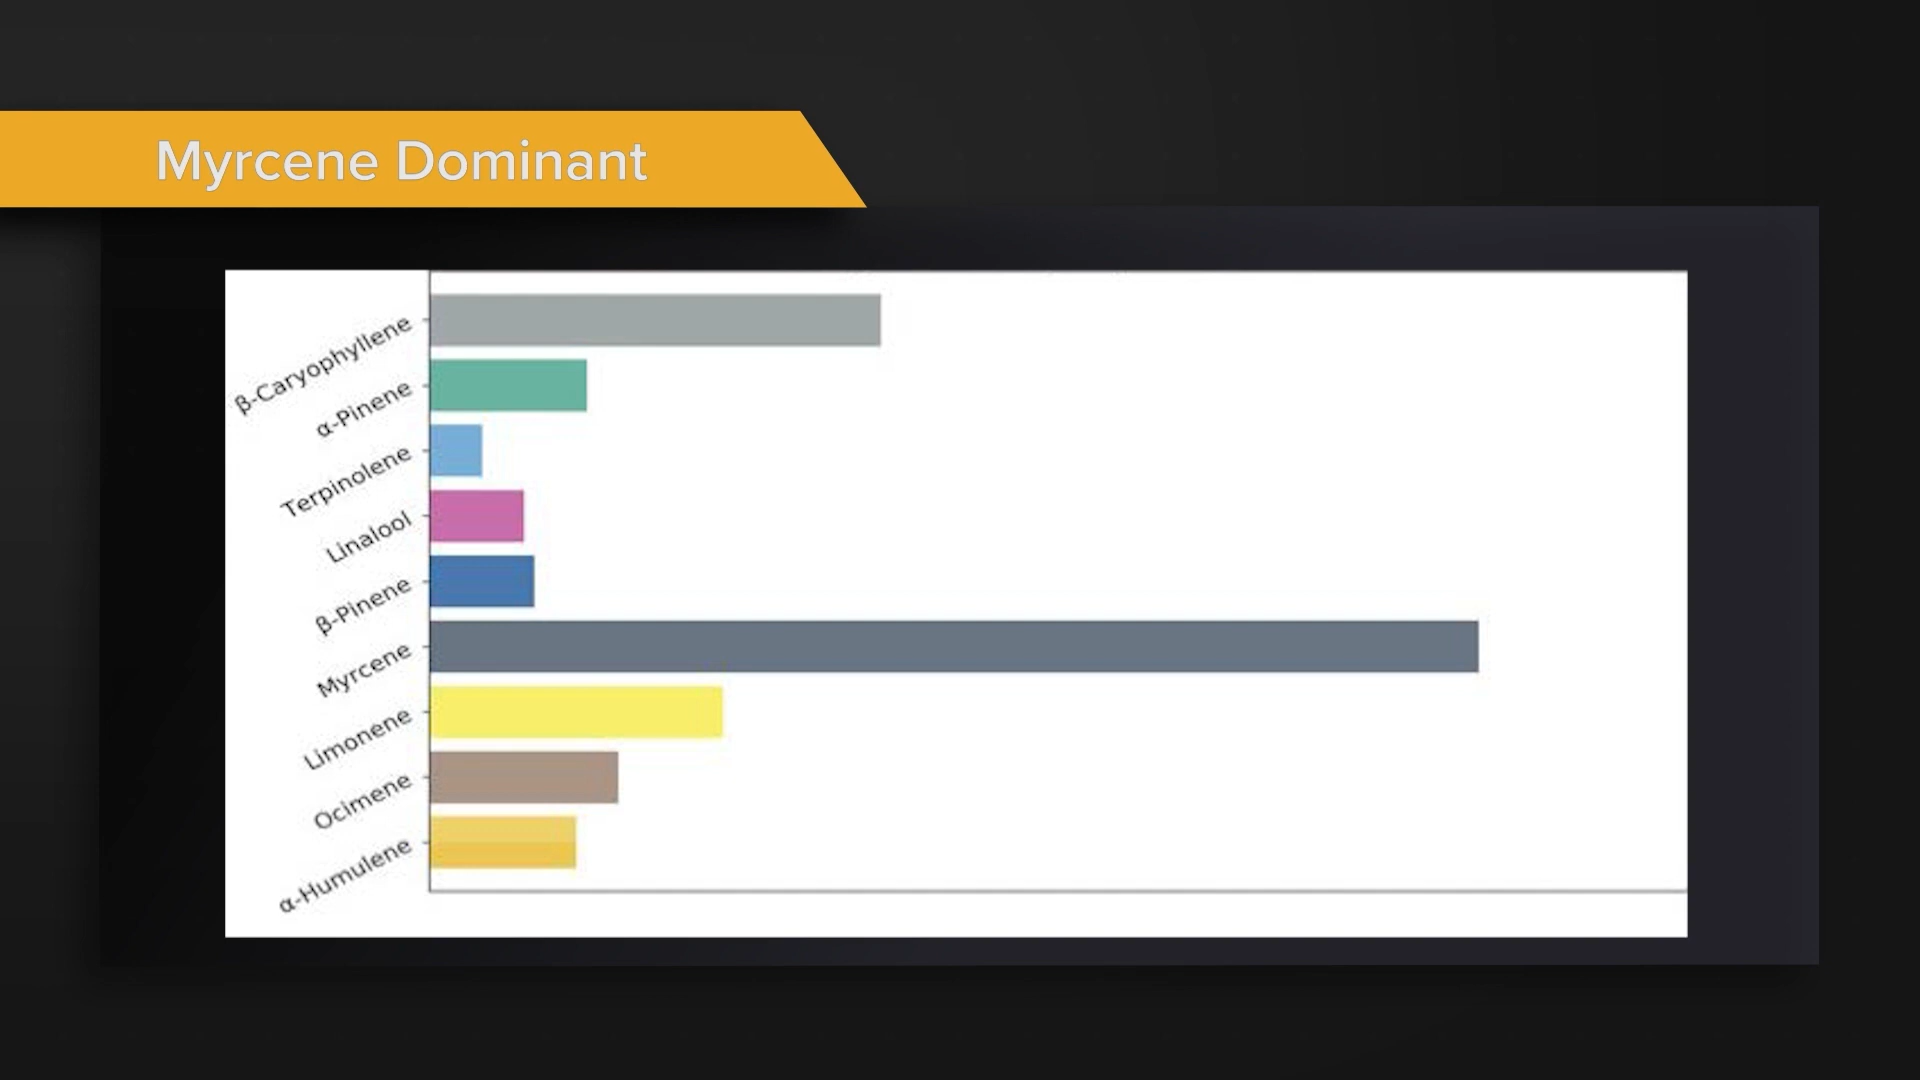 Myrcene Dominant
β-Caryophyllene
α-Pinene
Terpinolene
Linalool
β-Pinene
Myrcene
Limonene
Ocimene
α-Humulene